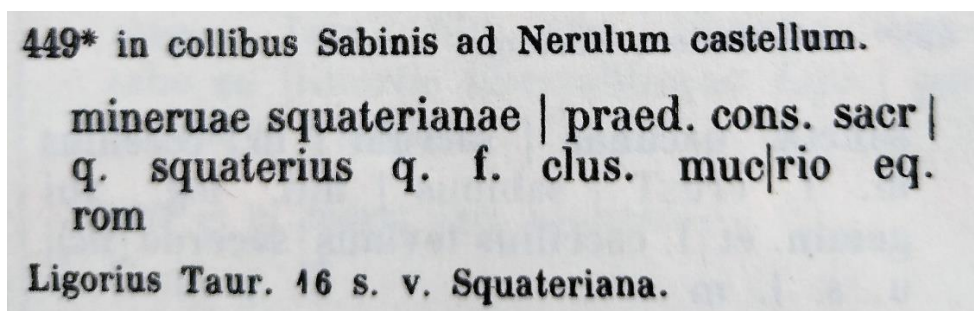 449* in collibus Sabinis ad Nerulum castellum.
mineruae squaterianae | praed. cons. sacr |
q. squaterius q. f. clus. muc|rio eq.
rom
Ligorius Taur. 16 s. v. Squateriana.